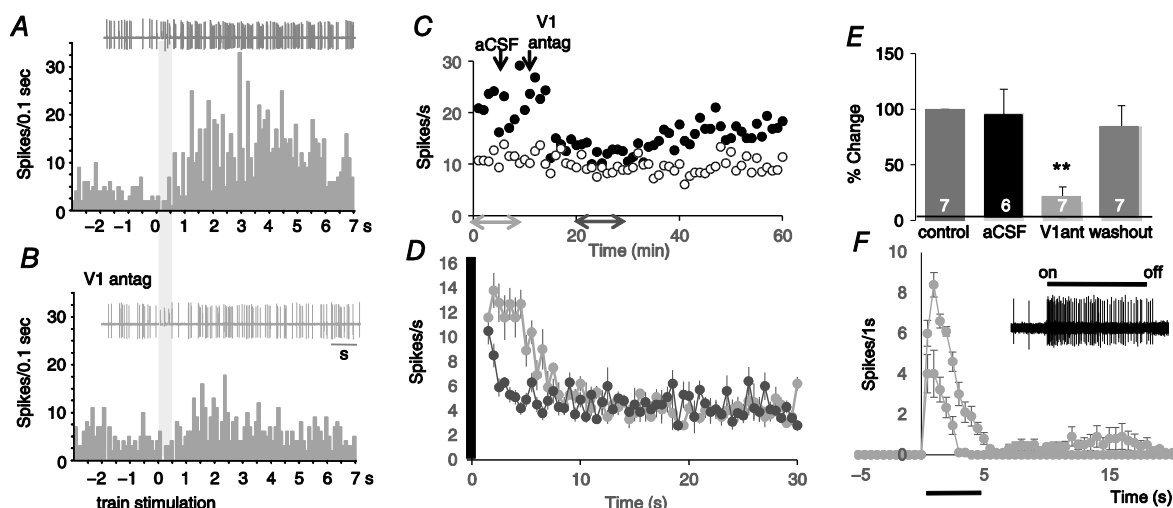 A
Spikes/0.1 sec
30
20
10
0
−2 −1 0 1 2 3 4 5 6 7 s
B
V1 antag
Spikes/0.1 sec
30
20
10
0
s
−2 −1 0 1 2 3 4 5 6 7 s
train stimulation
C
aCSF
V1
antag
Spikes/s
30
20
10
0
0 20 40 60
Time (min)
D
Spikes/s
16
14
12
10
8
6
4
2
0
10 20 30
Time (s)
E
% Change
150
100
50
0
**
7 6 7 7
control aCSF V1ant washout
F
Spikes/1s
10
8
6
4
2
0
on off
−5 5 15
Time (s)